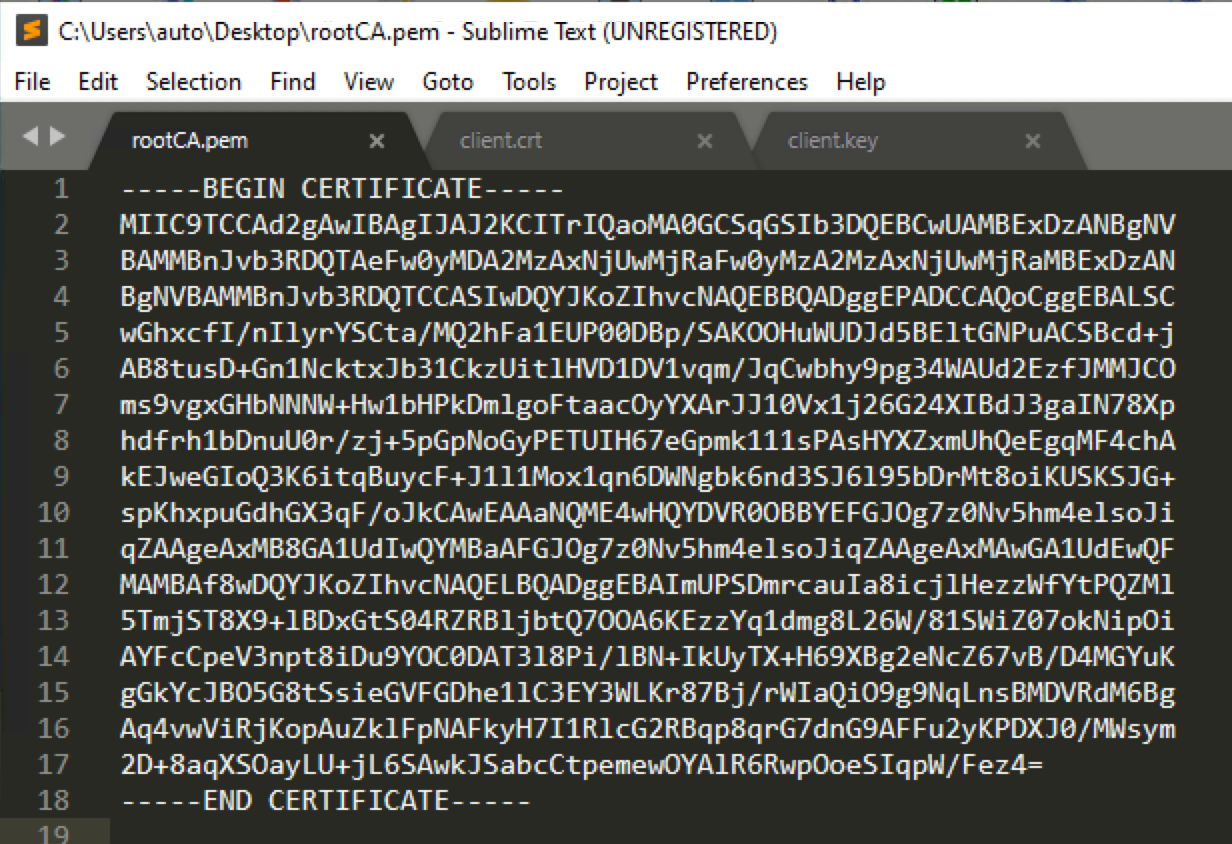 C:\Users\auto\Desktop\rootCA.pem - Sublime Text (UNREGISTERED)
File Edit Selection Find View Goto Tools Project Preferences Help
rootCA.pem × client.crt × client.key ×
1 -----BEGIN CERTIFICATE-----
2 MIIC9TCCAd2gAwIBAgIJAJ2KCITrIQaoMA0GCSqGSIb3DQEBCwUAMBExDzANBgNV
3 BAMMBnJvb3RDQTAeFw0yMDA2MzAxNjUwMjRaFw0yMzA2MzAxNjUwMjRaMBExDzAN
4 BgNVBAMMBnJvb3RDQTCCASIwDQYJKoZIhvcNAQEBBQADggEPADCCAQoCggEBALSC
5 wGhxcfI/nIlyrYSCta/MQ2hFa1EUP00DBp/SAKOOHuWUDJd5BEltGNPuACSBcd+j
6 AB8tusD+Gn1NcktxJb31CkzUitlHVD1DV1vqm/JqCwbhy9pg34WAUd2EzfJMMJCO
7 ms9vgxGHbNNNW+Hw1bHPkDmlgoFtaacOyYXArJJ10Vx1j26G24XIBdJ3gaIN78Xp
8 hdfrh1bDnuU0r/zj+5pGpNoGyPETUIH67eGpmk111sPAsHYXZxmUhQeEgqMF4chA
9 kEJweGIoQ3K6itqBuycF+J1l1Mox1qn6DWNgbk6nd3SJ6l95bDrMt8oiKUSKSJG+
10 spKhxpuGdhGX3qF/oJkCAwEAAaNQME4wHQYDVR0OBBYEFGJOg7z0Nv5hm4elsoJi
11 qZAAgeAxMB8GA1UdIwQYMBaAFGJOg7z0Nv5hm4elsoJiqZAAgeAxMAwGA1UdEwQF
12 MAMBAf8wDQYJKoZIhvcNAQELBQADggEBAImUPSDmrcauIa8icjlHezzWfYtPQZMl
13 5TmjST8X9+lBDxGtS04RZRBljbtQ7OOA6KEzzYq1dmg8L26W/81SWiZ07okNipOi
14 AYFcCpeV3npt8iDu9YOC0DAT3l8Pi/lBN+IkUyTX+H69XBg2eNcZ67vB/D4MGYuK
15 gGkYcJBO5G8tSsieGVFGDhe1lC3EY3WLKr87Bj/rWIaQiO9g9NqLnsBMDVRdM6Bg
16 Aq4vwViRjKopAuZklFpNAFkyH7I1RlcG2RBqp8qrG7dnG9AFFu2yKPDXJ0/MWsym
17 2D+8aqXSOayLU+jL6SAwkJSabcCtpemewOYAlR6RwpOoeSIqpW/Fez4=
18 -----END CERTIFICATE-----
19